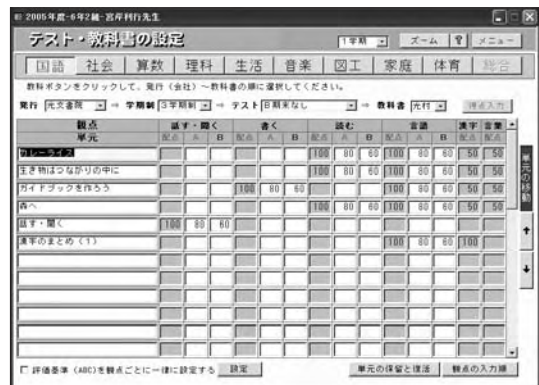 2005年度-6年2組-宮岸利行先生
テスト・教科書の設定 1学期 ズーム メニュー
国語 社会 算数 理科 生活 音楽 図工 家庭 体育 総合
教科ボタンをクリックして、発行(会社)~教科書の順に選択してください。
発行 光文書院 ⇒ 学期制 3学期制 ⇒ テスト B期末なし ⇒ 教科書 光村 得点入力
観点 話す・聞く 書く 読む 言語 漢字 言葉
単元 配点 A B 配点 A B 配点 A B 配点 A B 配点 配点
カレーライス 100 80 60 100 80 60 50 50
生き物はつながりの中に 100 80 60 100 80 60 50 50
ガイドブックを作ろう 100 80 60 100 80 60 50 50
森へ 100 80 60 100 80 60 50 50
話す・聞く 100 80 60
漢字のまとめ(1) 100 80 60 100
単元の移動
↑
↓
評価基準(ABC)を観点ごとに一律に設定する 設定 単元の保留と復活 観点の入力順